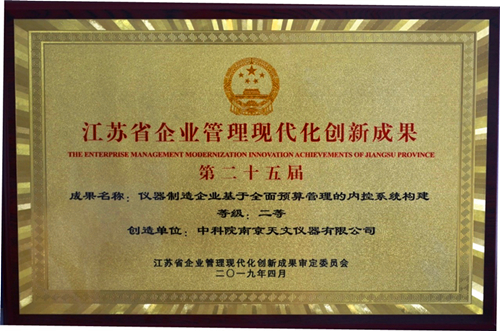 江苏省企业管理现代化创新成果
THE ENTERPRISE MANAGEMENT MODERNIZATION INNOVATION ACHIEVEMENTS OF JIANGSU PROVINCE
第二十五届
成果名称：仪器制造企业基于全面预算管理的内控系统构建
等级：二等
创造单位：中科院南京天文仪器有限公司
江苏省企业管理现代化创新成果审定委员会
二〇一九年四月